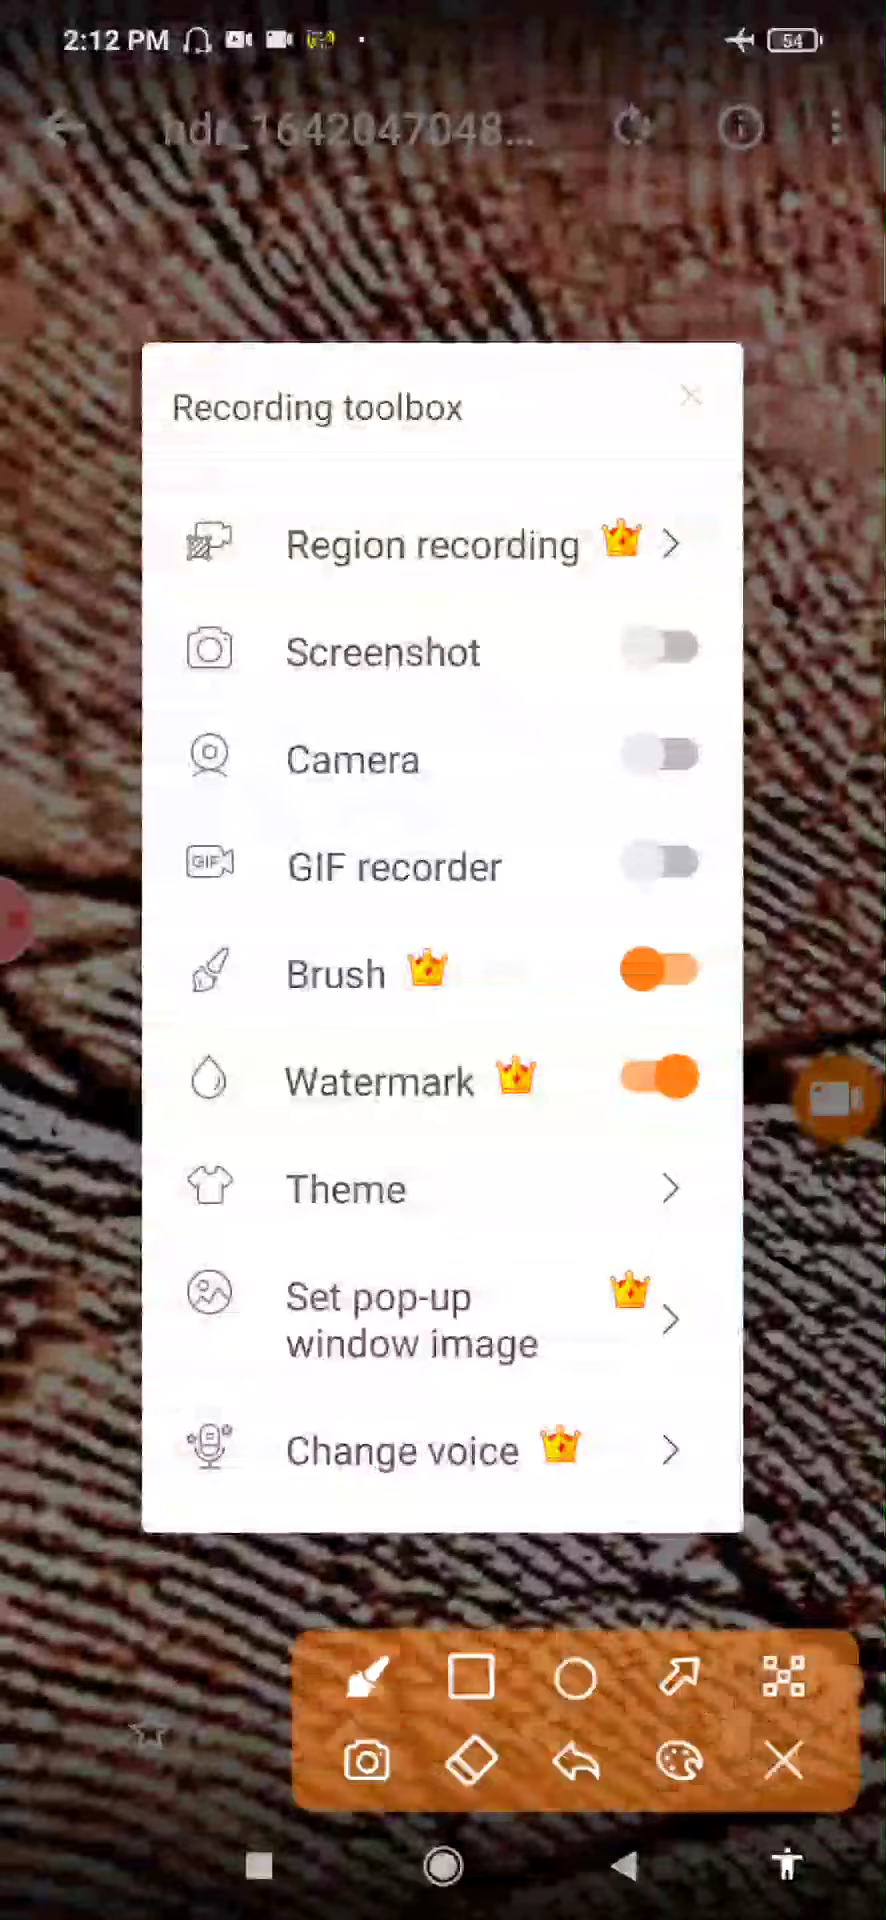 2:12 PM
54
hdr_1642047048...
Recording toolbox
Region recording
Screenshot
Camera
GIF
GIF recorder
Brush
Watermark
Theme
Set pop-up
window image
Change voice